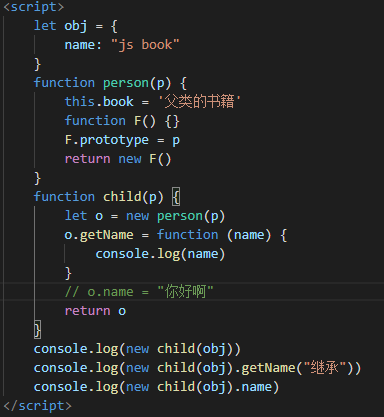 <script>
let obj = {
name: "js book"
}
function person(p) {
this.book = '父类的书籍'
function F() {}
F.prototype = p
return new F()
}
function child(p) {
let o = new person(p)
o.getName = function (name) {
console.log(name)
}
// o.name = "你好啊"
return o
}
console.log(new child(obj))
console.log(new child(obj).getName("继承"))
console.log(new child(obj).name)
</script>